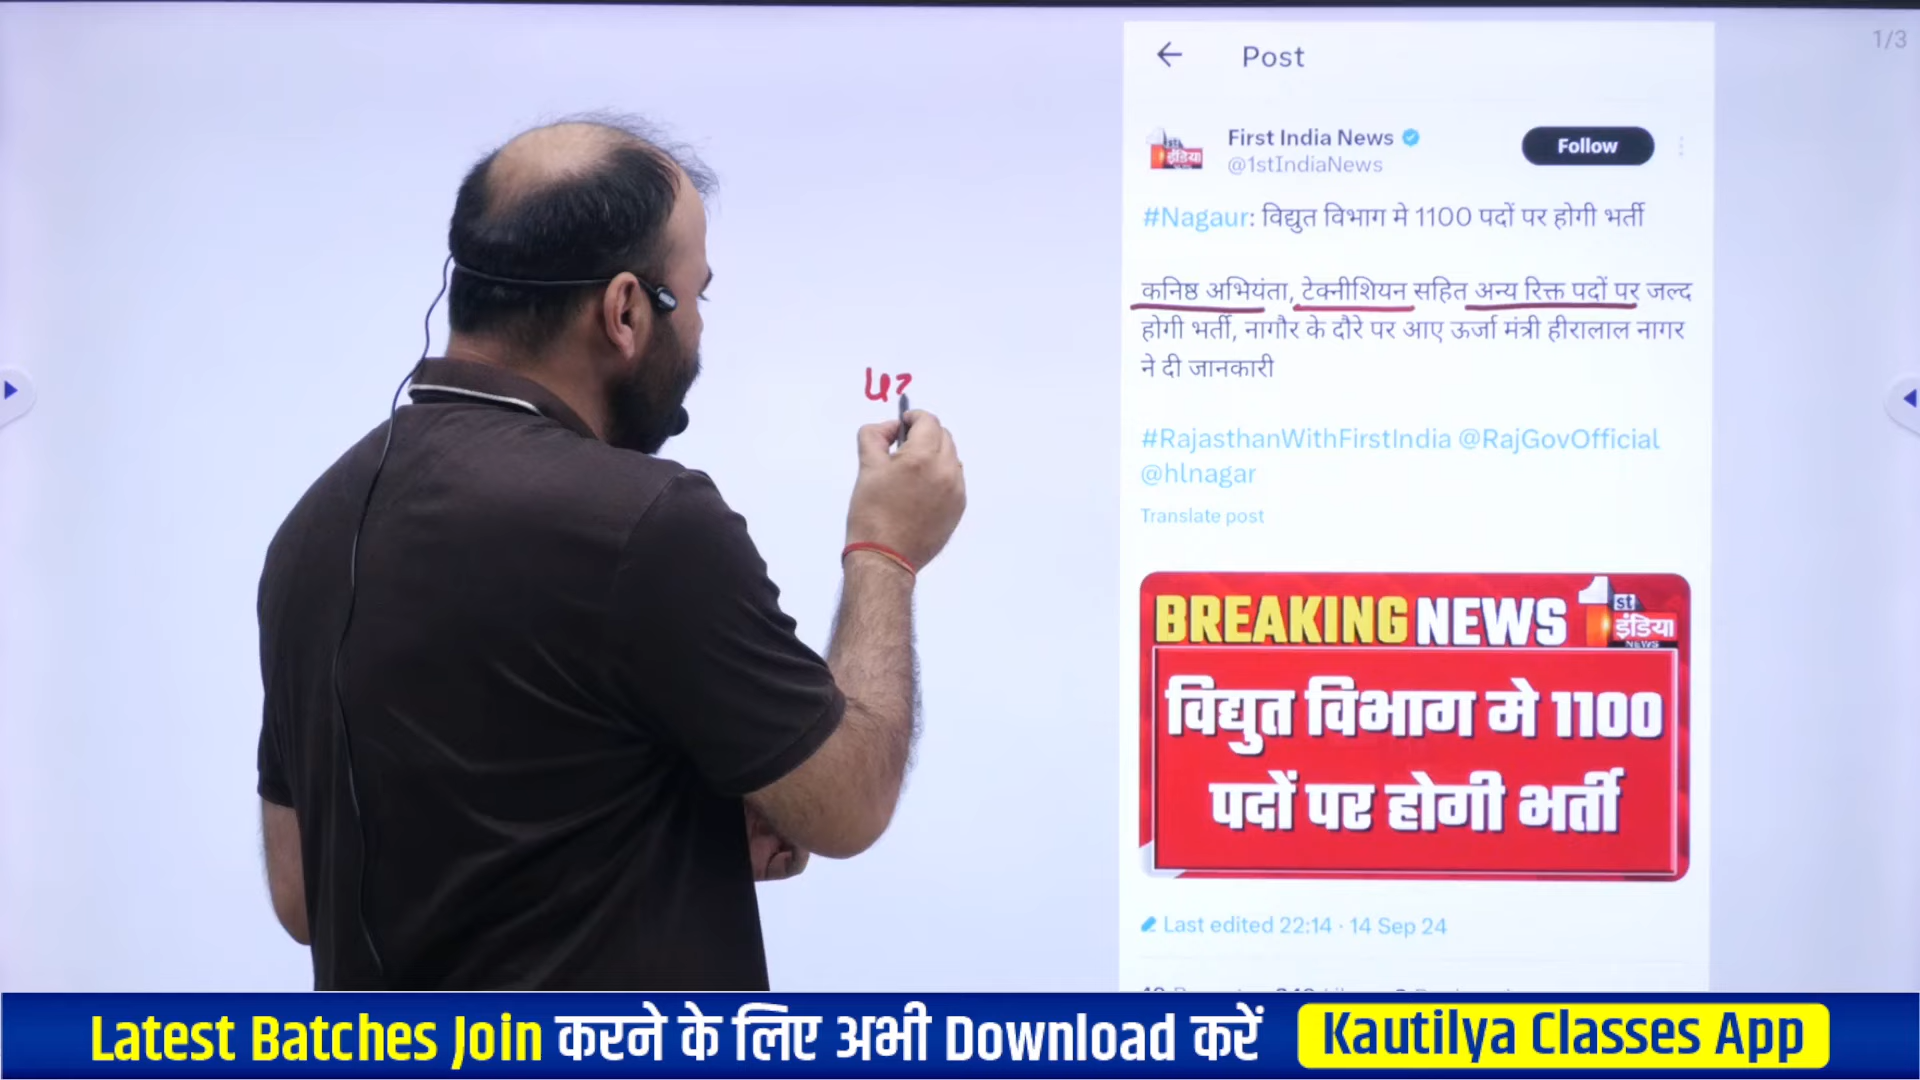 1/3
Post
1st इंडिया
First India News
@1stIndiaNews
Follow
#Nagaur: विद्युत विभाग मे 1100 पदों पर होगी भर्ती
कनिष्ठ अभियंता, टेक्नीशियन सहित अन्य रिक्त पदों पर जल्द
होगी भर्ती, नागौर के दौरे पर आए ऊर्जा मंत्री हीरालाल नागर
ने दी जानकारी
#RajasthanWithFirstIndia @RajGovOfficial
@hlnagar
Translate post
BREAKING NEWS 1st इंडिया NEWS
विद्युत विभाग मे 1100
पदों पर होगी भर्ती
Last edited 22:14 · 14 Sep 24
Latest Batches Join करने के लिए अभी Download करें Kautilya Classes App